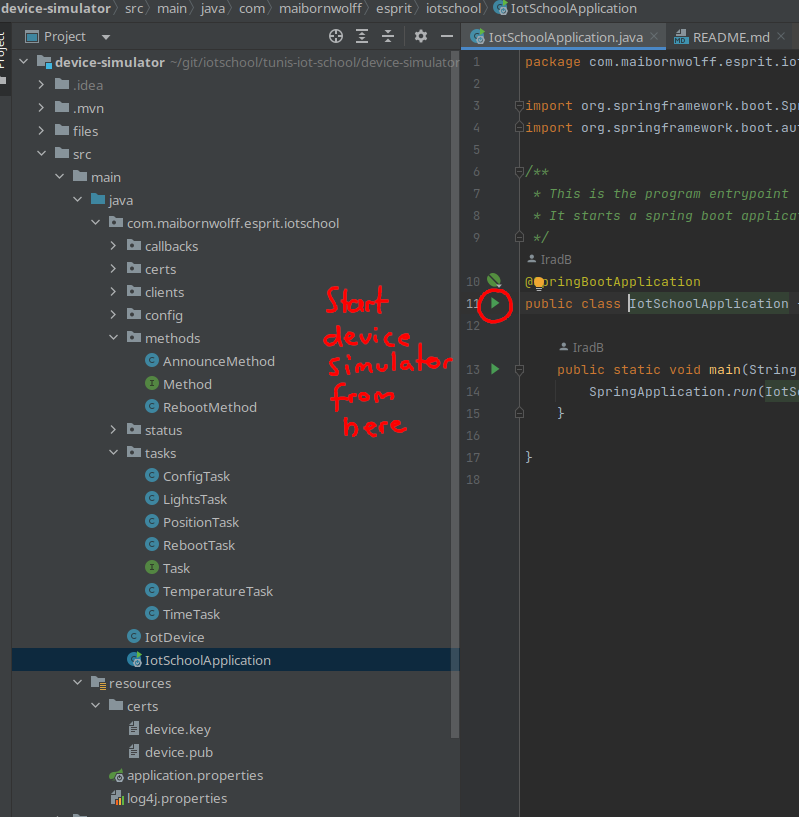 device-simulator > src > main > java > com > maibornwolff > esprit > iotschool > IotSchoolApplication
Project
Project
IotSchoolApplication.java
README.md
device-simulator ~/git/iotschool/tunis-iot-school/device-simulator
.idea
.mvn
files
src
main
java
com.maibornwolff.esprit.iotschool
callbacks
certs
clients
config
methods
AnnounceMethod
Method
RebootMethod
status
tasks
ConfigTask
LightsTask
PositionTask
RebootTask
Task
TemperatureTask
TimeTask
IotDevice
IotSchoolApplication
resources
certs
device.key
device.pub
application.properties
log4j.properties
Start
device
simulator
from
here
1 package com.maibornwolff.esprit.iot
2
3 import org.springframework.boot.Sp
4 import org.springframework.boot.au
5
6 /**
7 * This is the program entrypoint
8 * It starts a spring boot applicat
9 */
IradB
10 @SpringBootApplication
11 public class IotSchoolApplication {
12
IradB
13 public static void main(String
14 SpringApplication.run(IotS
15 }
16
17 }
18